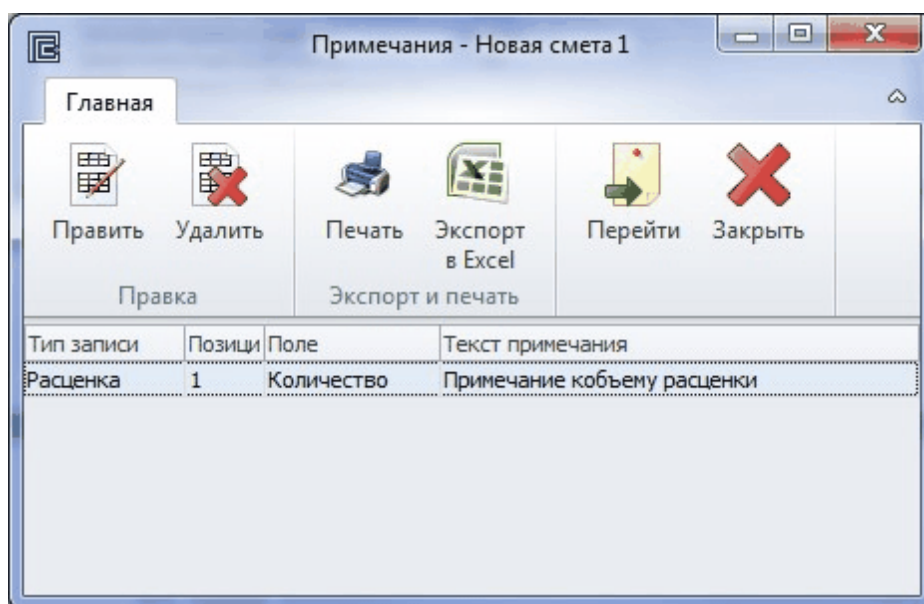 Примечания - Новая смета 1
Главная
Править Удалить Печать Экспорт в Excel Перейти Закрыть
Правка Экспорт и печать
Тип записи Позици Поле Текст примечания
Расценка 1 Количество Примечание кобъему расценки